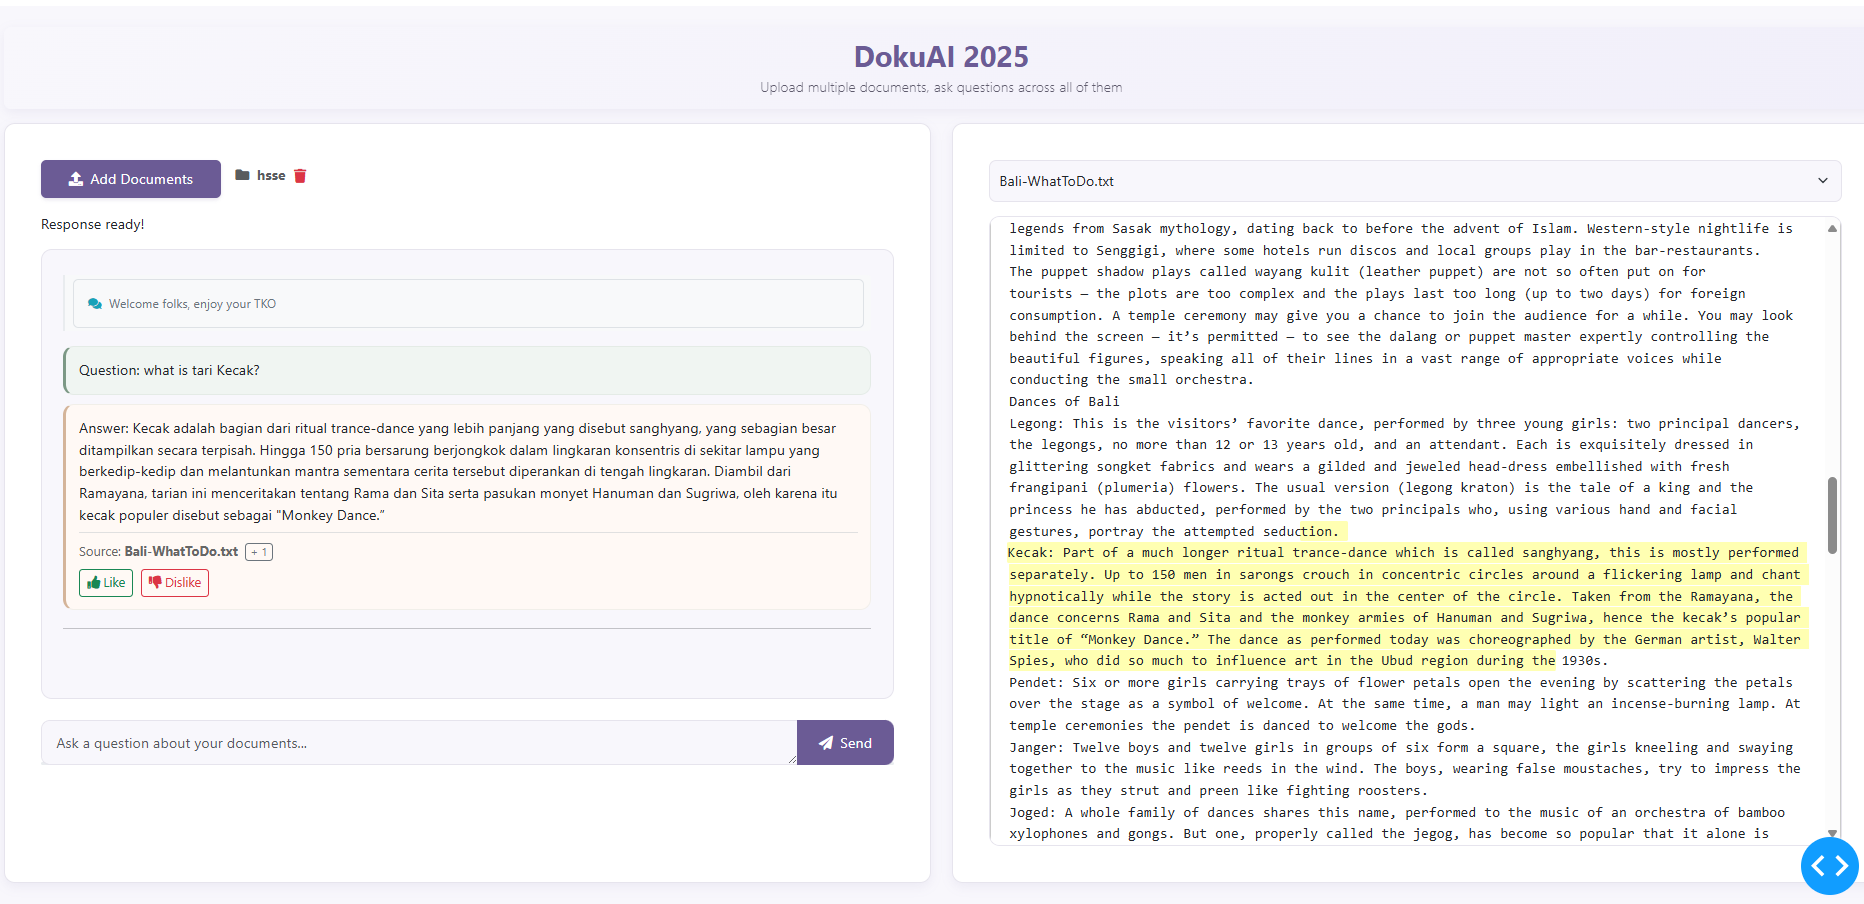 DokuAI 2025
Upload multiple documents, ask questions across all of them
Add Documents
hsse
Response ready!
Welcome folks, enjoy your TKO
Question: what is tari Kecak?
Answer: Kecak adalah bagian dari ritual trance-dance yang lebih panjang yang disebut sanghyang, yang sebagian besar
ditampilkan secara terpisah. Hingga 150 pria bersarung berjongkok dalam lingkaran konsentris di sekitar lampu yang
berkedip-kedip dan melantunkan mantra sementara cerita tersebut diperankan di tengah lingkaran. Diambil dari
Ramayana, tarian ini menceritakan tentang Rama dan Sita serta pasukan monyet Hanuman dan Sugriwa, oleh karena itu
kecak populer disebut sebagai "Monkey Dance."
Source: Bali-WhatToDo.txt + 1
Like Dislike
Ask a question about your documents...
Send
Bali-WhatToDo.txt
legends from Sasak mythology, dating back to before the advent of Islam. Western-style nightlife is
limited to Senggigi, where some hotels run discos and local groups play in the bar-restaurants.
The puppet shadow plays called wayang kulit (leather puppet) are not so often put on for
tourists – the plots are too complex and the plays last too long (up to two days) for foreign
consumption. A temple ceremony may give you a chance to join the audience for a while. You may look
behind the screen – it’s permitted – to see the dalang or puppet master expertly controlling the
beautiful figures, speaking all of their lines in a vast range of appropriate voices while
conducting the small orchestra.
Dances of Bali
Legong: This is the visitors’ favorite dance, performed by three young girls: two principal dancers,
the legongs, no more than 12 or 13 years old, and an attendant. Each is exquisitely dressed in
glittering songket fabrics and wears a gilded and jeweled head-dress embellished with fresh
frangipani (plumeria) flowers. The usual version (legong kraton) is the tale of a king and the
princess he has abducted, performed by the two principals who, using various hand and facial
gestures, portray the attempted seduction.
Kecak: Part of a much longer ritual trance-dance which is called sanghyang, this is mostly performed
separately. Up to 150 men in sarongs crouch in concentric circles around a flickering lamp and chant
hypnotically while the story is acted out in the center of the circle. Taken from the Ramayana, the
dance concerns Rama and Sita and the monkey armies of Hanuman and Sugriwa, hence the kecak’s popular
title of “Monkey Dance.” The dance as performed today was choreographed by the German artist, Walter
Spies, who did so much to influence art in the Ubud region during the 1930s.
Pendet: Six or more girls carrying trays of flower petals open the evening by scattering the petals
over the stage as a symbol of welcome. At the same time, a man may light an incense-burning lamp. At
temple ceremonies the pendet is danced to welcome the gods.
Janger: Twelve boys and twelve girls in groups of six form a square, the girls kneeling and swaying
together to the music like reeds in the wind. The boys, wearing false moustaches, try to impress the
girls as they strut and preen like fighting roosters.
Joged: A whole family of dances shares this name, performed to the music of an orchestra of bamboo
xylophones and gongs. But one, properly called the jegog, has become so popular that it alone is